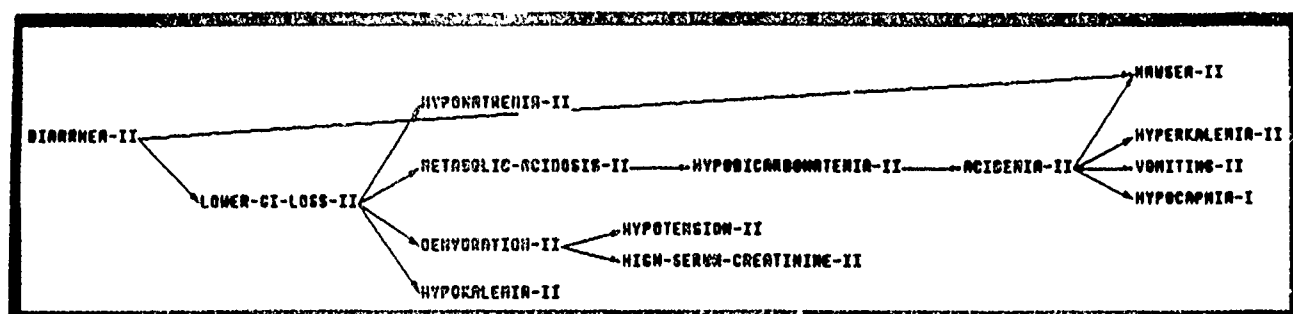 NAUSEA-II
HYPONATREMIA-II
DIARRHEA-II
HYPERKALEMIA-II
METABOLIC-ACIDOSIS-II
HYPOBICARBONATEMIA-II
ACIDEMIA-II
VOMITING-II
LOWER-GI-LOSS-II
HYPOCAPNIA-I
HYPOTENSION-II
DEHYDRATION-II
HIGH-SERUM-CREATININE-II
HYPOKALEMIA-II